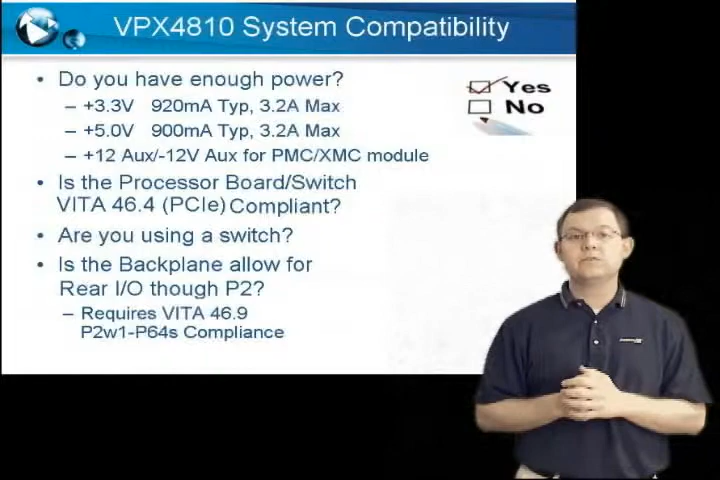 VPX4810 System Compatibility
• Do you have enough power?
– +3.3V 920mA Typ, 3.2A Max
– +5.0V 900mA Typ, 3.2A Max
– +12 Aux/-12V Aux for PMC/XMC module
• Is the Processor Board/Switch
VITA 46.4 (PCIe) Compliant?
• Are you using a switch?
• Is the Backplane allow for
Rear I/O though P2?
– Requires VITA 46.9
P2w1-P64s Compliance
Yes
No